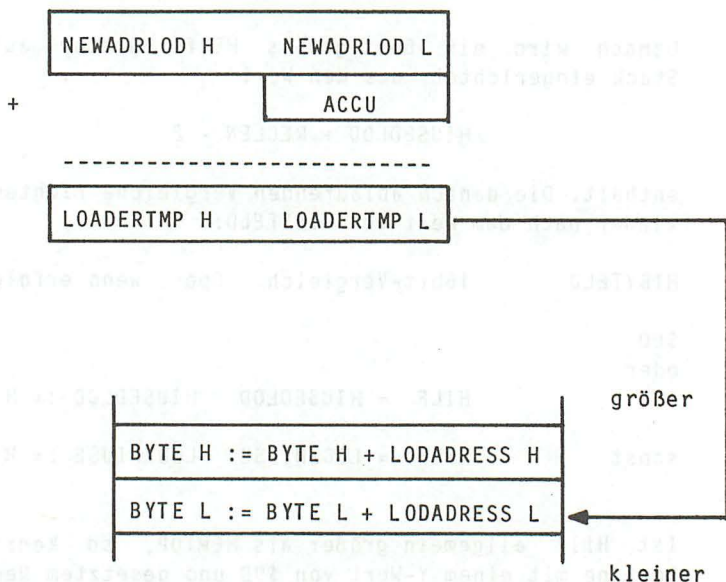 NEWADRLOD H NEWADRLOD L
+ ACCU
LOADERTMP H LOADERTMP L
größer
BYTE H := BYTE H + LODADRESS H
BYTE L := BYTE L + LODADRESS L
kleiner